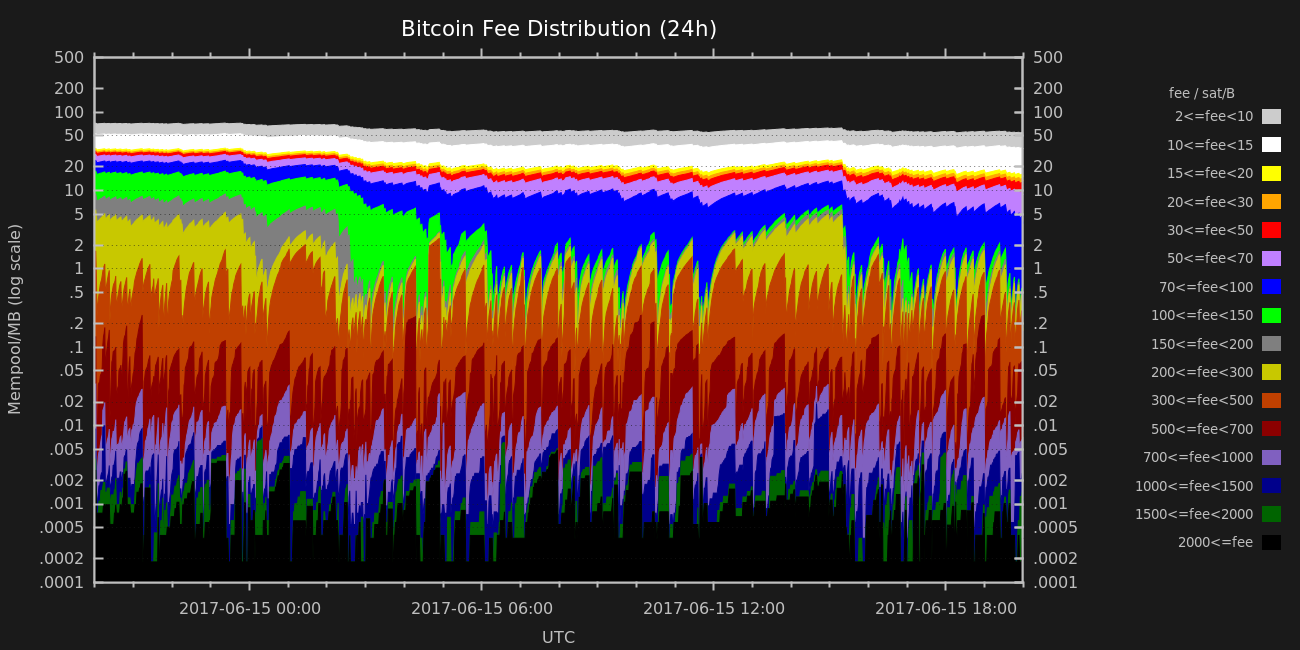 Bitcoin Fee Distribution (24h)
500
200
100
50
20
10
5
2
1
.5
.2
.1
.05
.02
.01
.005
.002
.001
.0005
.0002
.0001
Mempool/MB (log scale)
500
200
100
50
20
10
5
2
1
.5
.2
.1
.05
.02
.01
.005
.002
.001
.0005
.0002
.0001
2017-06-15 00:00
2017-06-15 06:00
2017-06-15 12:00
2017-06-15 18:00
UTC
fee / sat/B
2<=fee<10
10<=fee<15
15<=fee<20
20<=fee<30
30<=fee<50
50<=fee<70
70<=fee<100
100<=fee<150
150<=fee<200
200<=fee<300
300<=fee<500
500<=fee<700
700<=fee<1000
1000<=fee<1500
1500<=fee<2000
2000<=fee